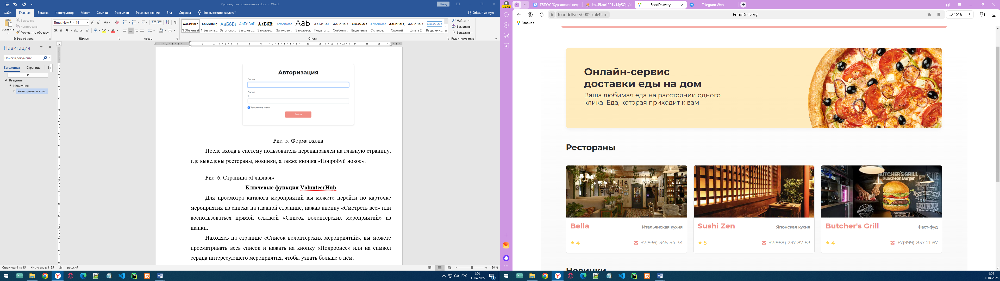 Руководство пользователя.docx - Word
Вход
Файл Главная Вставка Конструктор Макет Ссылки Рассылки Рецензирование Вид Справка Что вы хотите сделать? Общий доступ
Вставить
Вырезать
Копировать
Формат по образцу
Буфер обмена
Times New R 14
Шрифт
Абзац
АаБбВвГг, АаБбВвГг, АаБбВі АаБбВвГ АаБбВ АаБбВвГг АаБ АаБбВвГ АаБбВвГг АаБбВвГг АаБбВвГг АаБбВвГг, АаБбВвГг АаБбВвГг
¶ Обычный ¶ Без инте... Заголово... Заголово... Заголово... Заголово... Заголовок Подзагол... Слабое в... Выделение Сильное... Строгий Цитата 2 Выделенн...
Стили
Найти
Заменить
Выделить
Редактирование
Навигация
Поиск в документе
Заголовки Страницы Р
Введение
Навигация
Регистрация и вход
Авторизация
Логин
Парол
ь
Запомнить меня
Войти
Рис. 5. Форма входа
После входа в систему пользователь перенаправлен на главную страницу,
где выведены рестораны, новинки, а также кнопка «Попробуй новое».
Рис. 6. Страница «Главная»
Ключевые функции VolunteerHub
Для просмотра каталога мероприятий вы можете перейти по карточке
мероприятия из списка на главной странице, нажав кнопку «Смотреть все» или
воспользоваться прямой ссылкой «Список волонтерских мероприятий» из
шапки.
Находясь на странице «Список волонтерских мероприятий», вы можете
просматривать весь список и нажать на кнопку «Подробнее» или на символ
сердца интересующего мероприятия, чтобы узнать больше о нём.
Страница 8 из 15 Число слов: 1135 русский
120 %
РУС
8:58
11.04.2025
Войти
4
ГБПОУ "Курганский пед
kpk45.ru:1501 / MySQL /
FoodDelivery
Telegram Web
fooddelivery0902.kpk45.ru
FoodDelivery
100 %
Главная
4
Онлайн-сервис
доставки еды на дом
Ваша любимая еда на расстоянии одного
клика! Еда, которая приходит к вам
Рестораны
BUTCHER'S GRILL
Guacheon Burger
Bella Итальянская кухня
4 +7(936)-345-54-34
Sushi Zen Японская кухня
5 +7(989)-237-87-83
Butcher's Grill Фаст-фуд
4 +7(999)-837-21-67
Новинки
8:58
11.04.2025